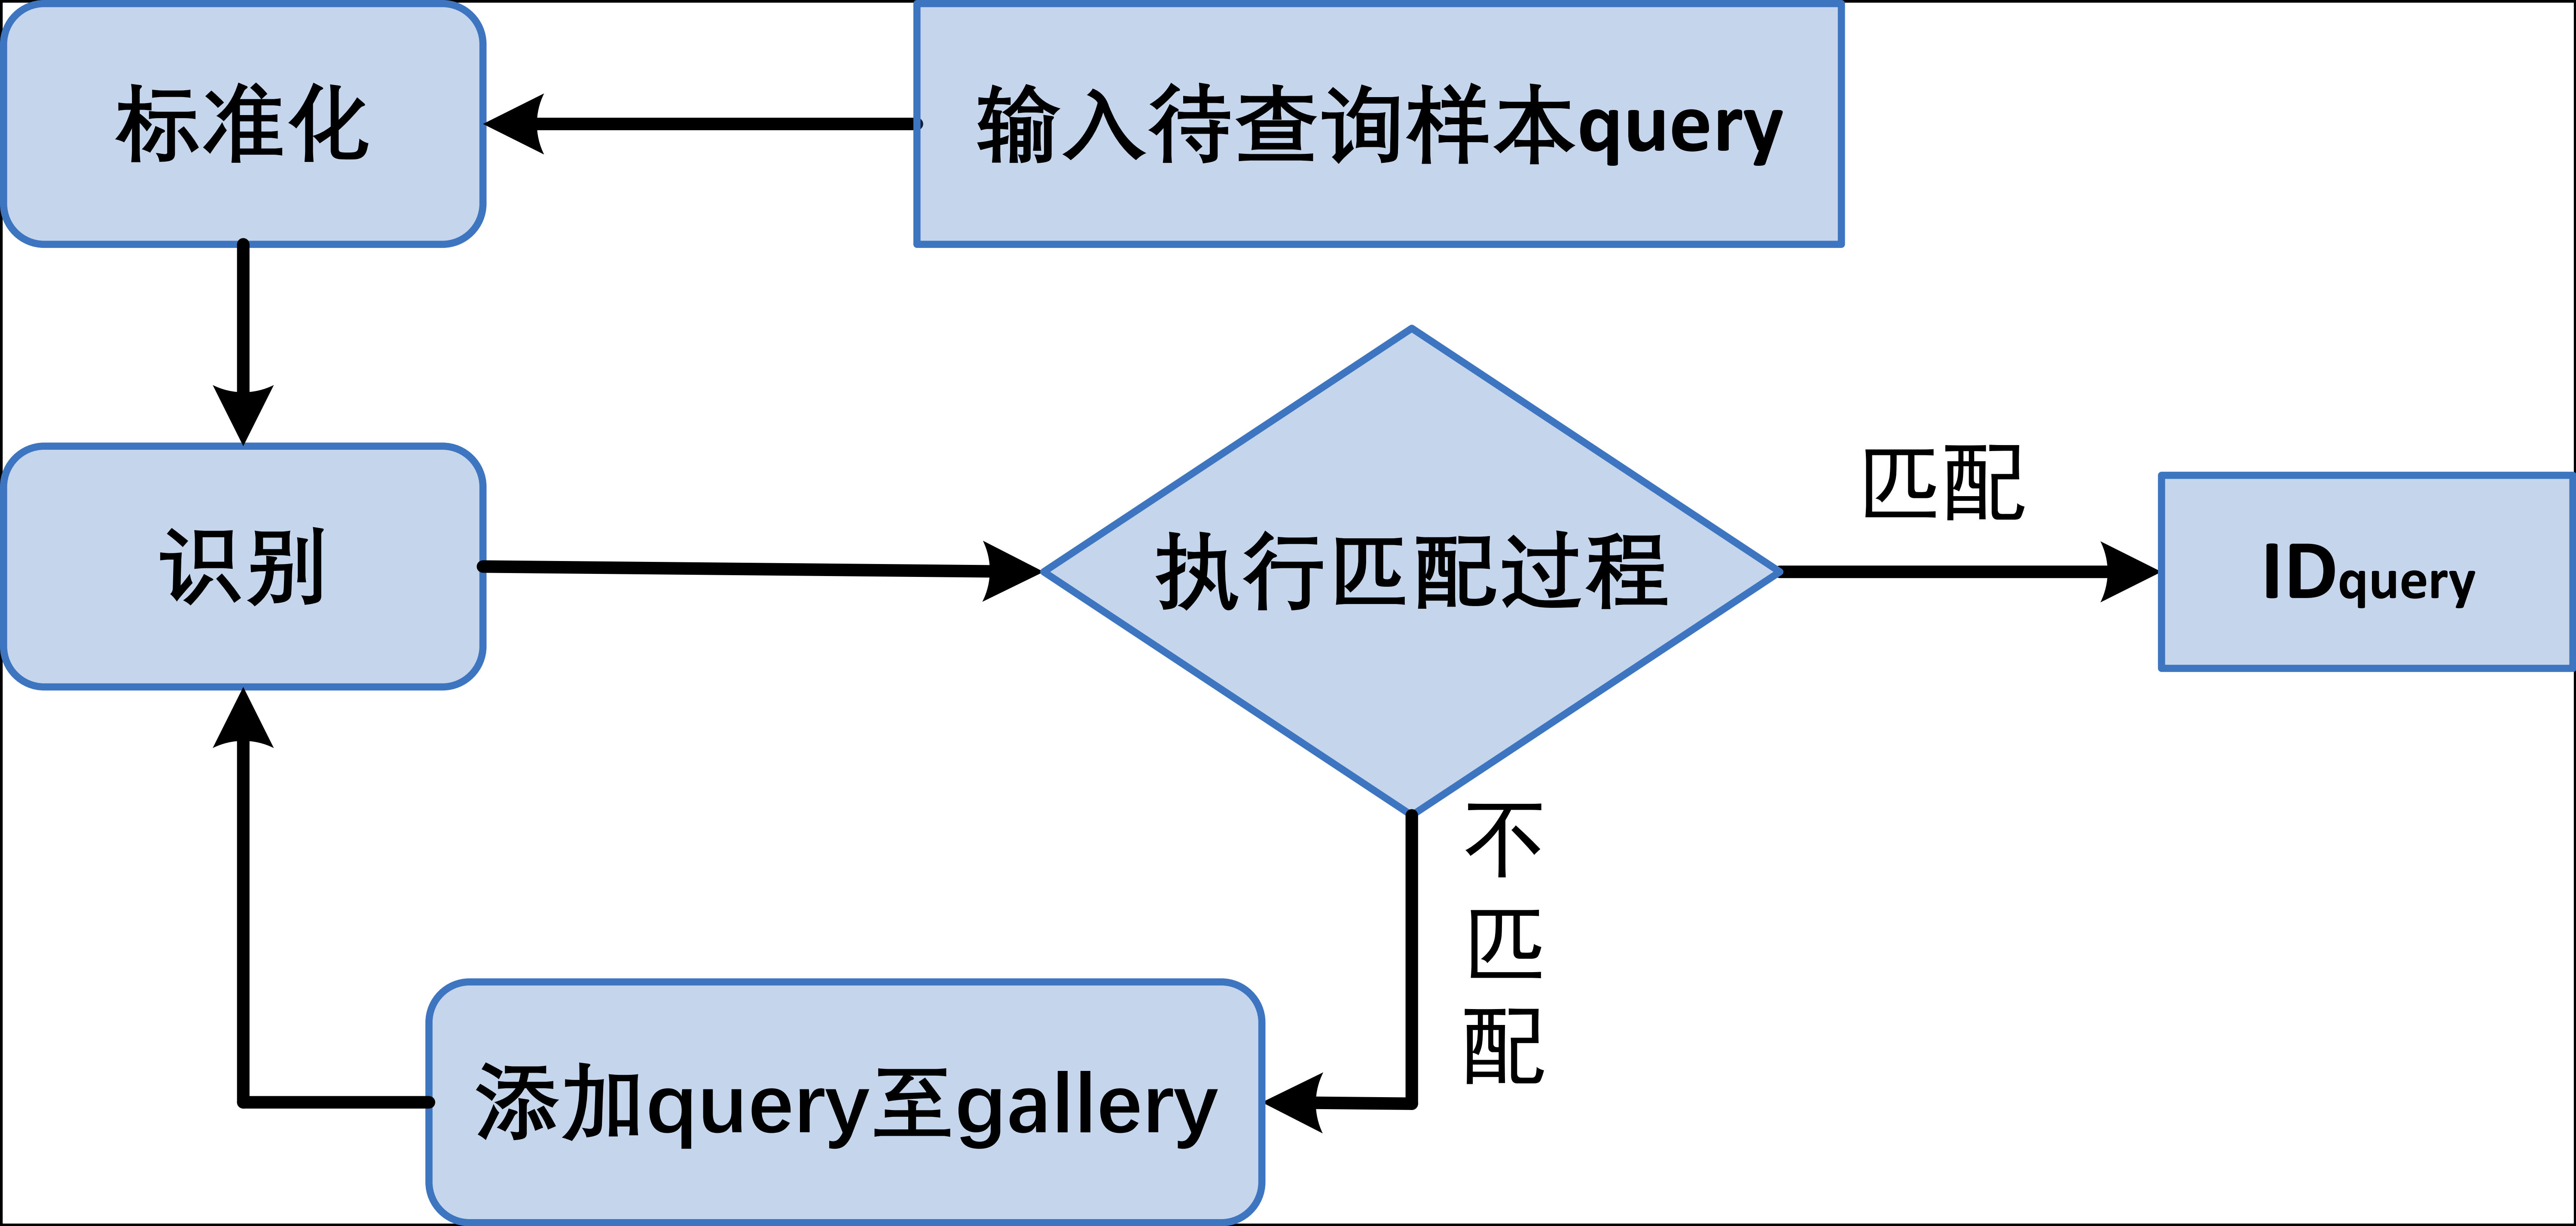 标准化
输入待查询样本query
识别
执行匹配过程
匹配
IDquery
不
匹
配
添加query至gallery